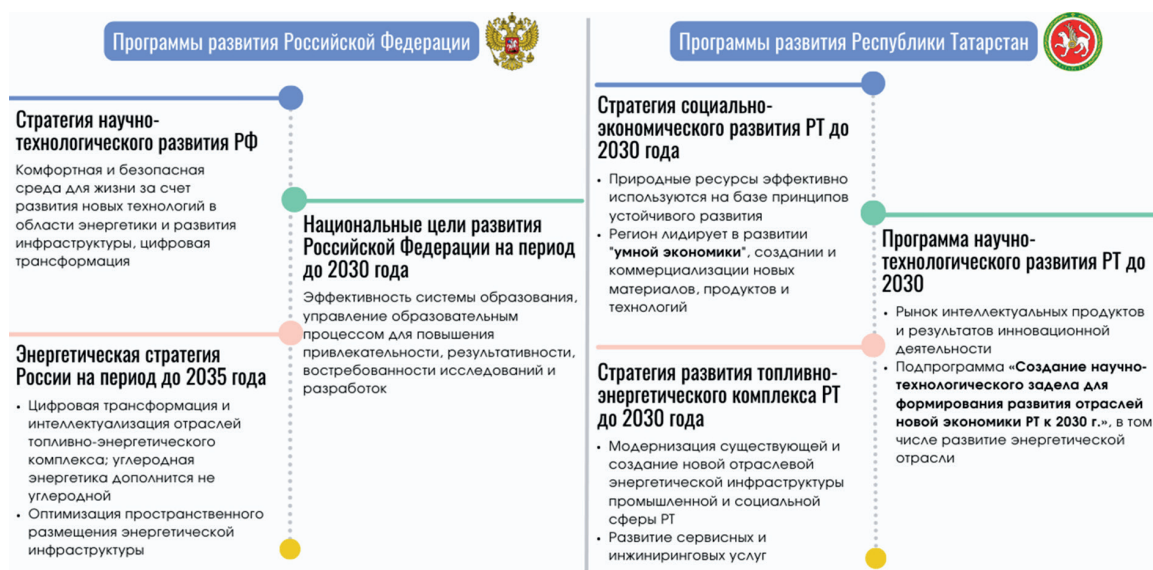 Программы развития Российской Федерации
Стратегия научно-
технологического развития РФ
Комфортная и безопасная
среда для жизни за счет
развития новых технологий в
области энергетики и развития
инфраструктуры, цифровая
трансформация
Национальные цели развития
Российской Федерации на период
до 2030 года
Эффективность системы образования,
управление образовательным
процессом для повышения
привлекательности, результативности,
востребованности исследований и
разработок
Энергетическая стратегия
России на период до 2035 года
• Цифровая трансформация и
интеллектуализация отраслей
топливно-энергетического
комплекса; углеродная
энергетика дополнится не
углеродной
• Оптимизация пространственного
размещения энергетической
инфраструктуры
Программы развития Республики Татарстан
Стратегия социально-
экономического развития РТ до
2030 года
• Природные ресурсы эффективно
используются на базе принципов
устойчивого развития
• Регион лидирует в развитии
"умной экономики", создании и
коммерциализации новых
материалов, продуктов и
технологий
Программа научно-
технологического развития РТ до
2030
• Рынок интеллектуальных продуктов
и результатов инновационной
деятельности
• Подпрограмма «Создание научно-
технологического задела для
формирования развития отраслей
новой экономики РТ к 2030 г.», в том
числе развитие энергетической
отрасли
Стратегия развития топливно-
энергетического комплекса РТ
до 2030 года
• Модернизация существующей и
создание новой отраслевой
энергетической инфраструктуры
промышленной и социальной
сферы РТ
• Развитие сервисных и
инжиниринговых услуг